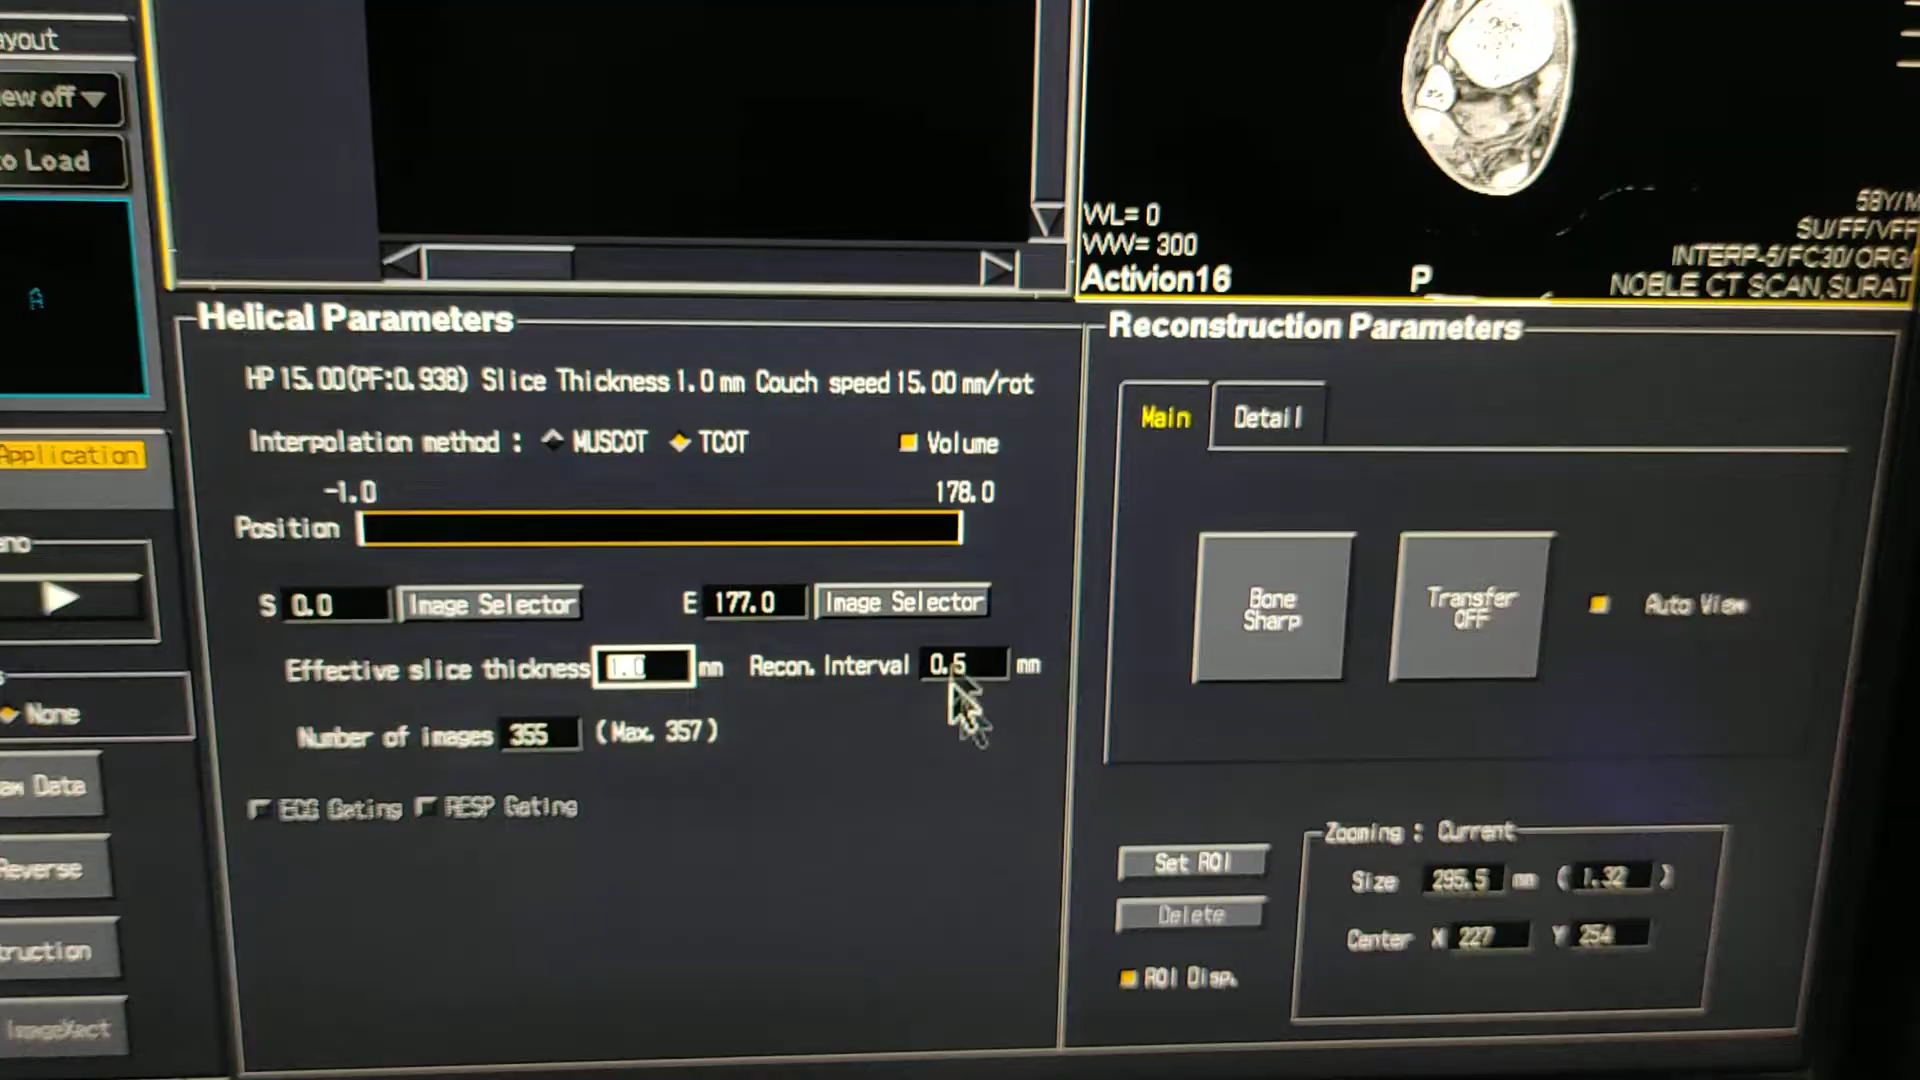 ayout
ew off
o Load
A
WL= 0
WW= 300
Activion16
P
58Y/M
SU/FF/VFF
INTERP-5/FC30/ORG
NOBLE CT SCAN,SURAT
Application
ano
None
aw Data
Reverse
truction
ImageXact
Helical Parameters
HP 15.00(PF:0.938) Slice Thickness 1.0 mm Couch speed 15.00 mm/rot
Interpolation method : MUSCOT TCOT Volume
-1.0 178.0
Position
S 0.0 Image Selector E 177.0 Image Selector
Effective slice thickness 1.0 mm Recon. Interval 0.5 mm
Number of images 355 (Max. 357)
ECG Gating RESP Gating
Reconstruction Parameters
Main Detail
Bone
Sharp
Transfer
OFF
Auto View
Set ROI
Delete
ROI Disp.
Zooming : Current
Size 295.5 mm ( 1.32 )
Center X 227 Y 254